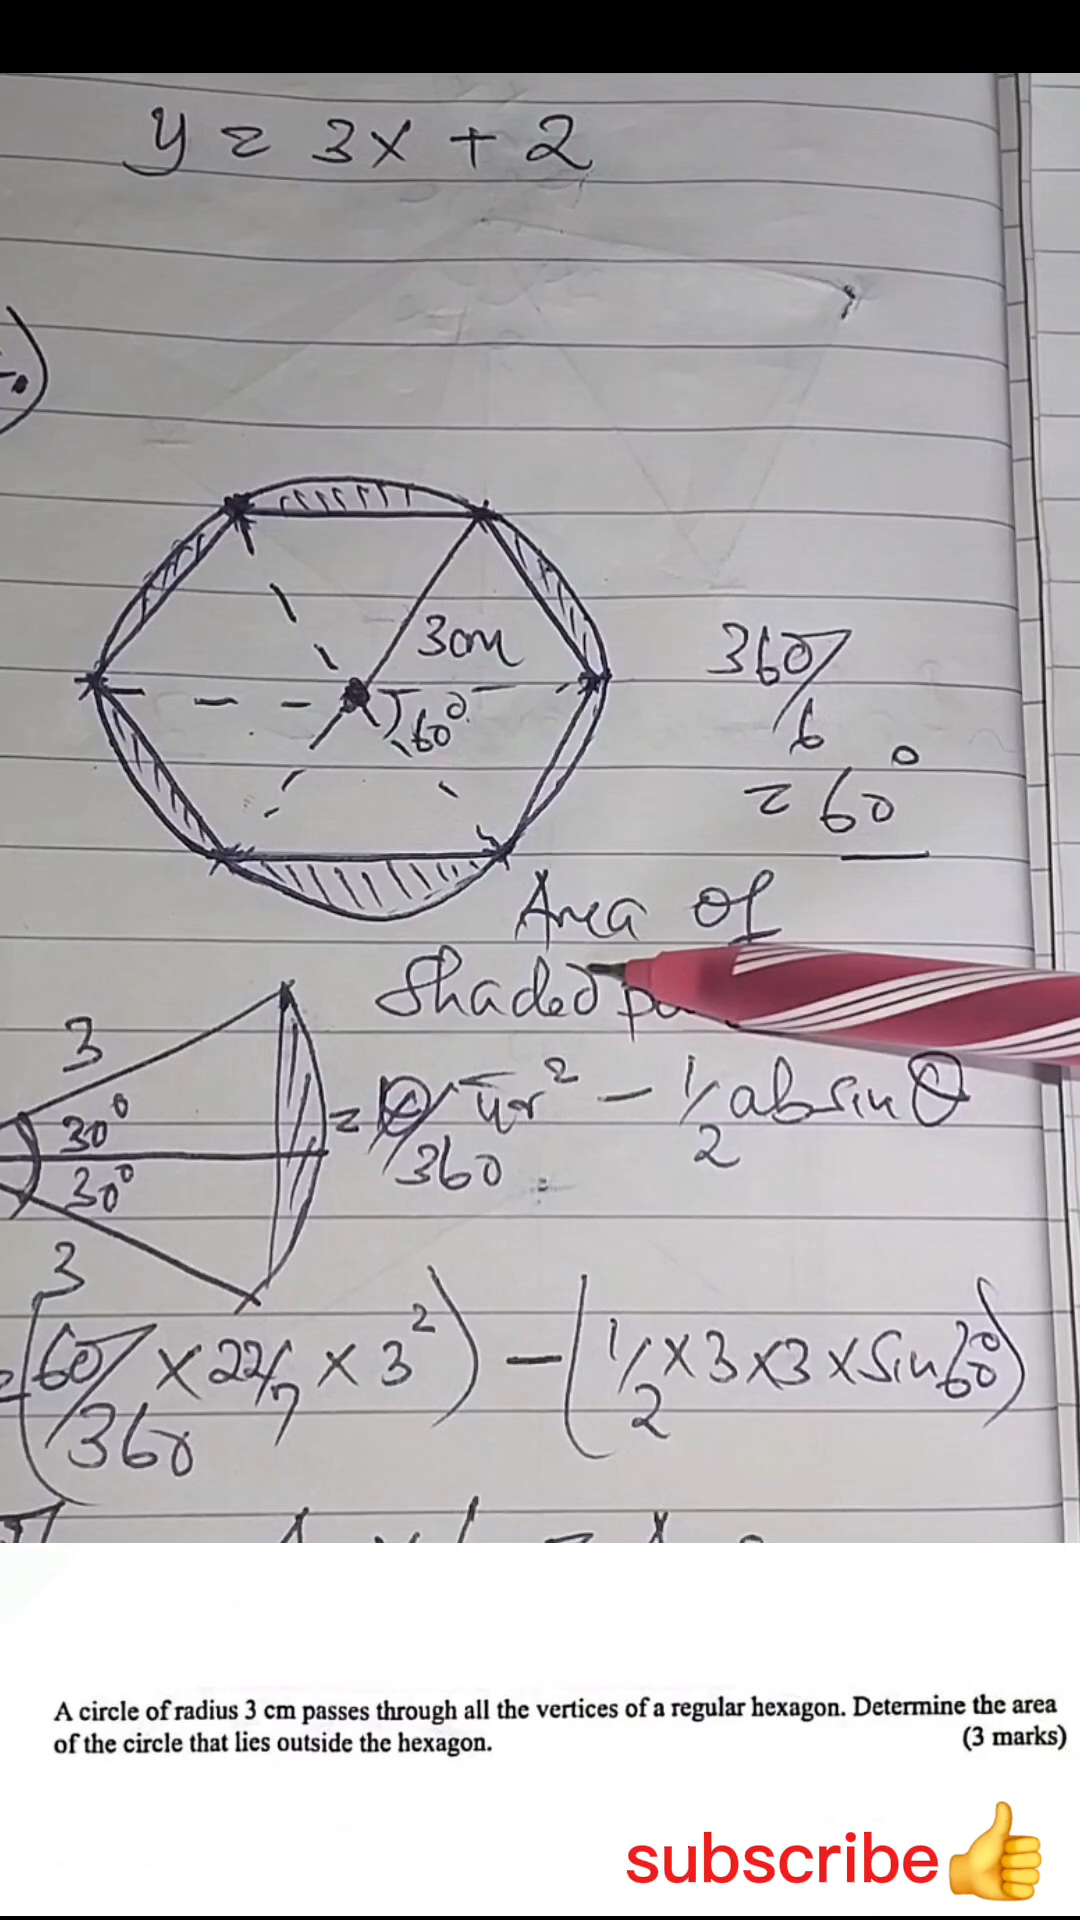 y = 3x + 2
3cm
60°
360/6
= 60°
Area of
Shaded
3
30°
30°
3
= θ/360 πr² - 1/2 ab sin θ
= (60/360 × 22/7 × 3²) - (1/2 × 3 × 3 × Sin 60°)
A circle of radius 3 cm passes through all the vertices of a regular hexagon. Determine the area
of the circle that lies outside the hexagon. (3 marks)
subscribe